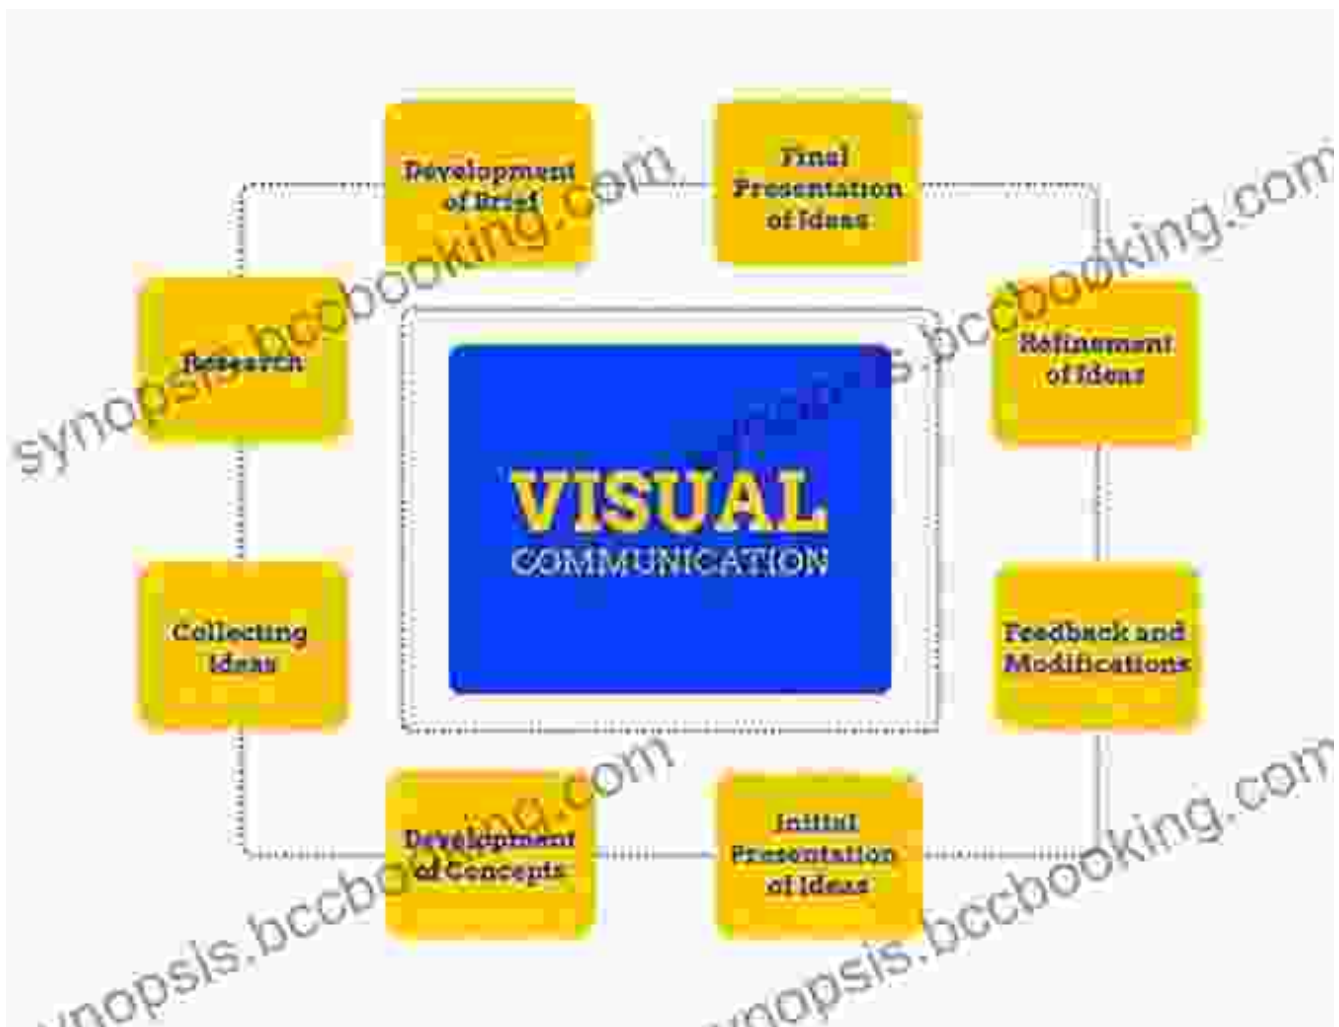 Development
of Brief
Final
Presentation
of Ideas
Research
Refinement
of Ideas
VISUAL
COMMUNICATION
Collecting
Ideas
Feedback and
Modifications
Development
of Concepts
Initial
Presentation
of Ideas
synopsis.bccbooking.com
synopsis.bccbooking.com
synopsis.bccbooking.com
synopsis.bccbooking.com